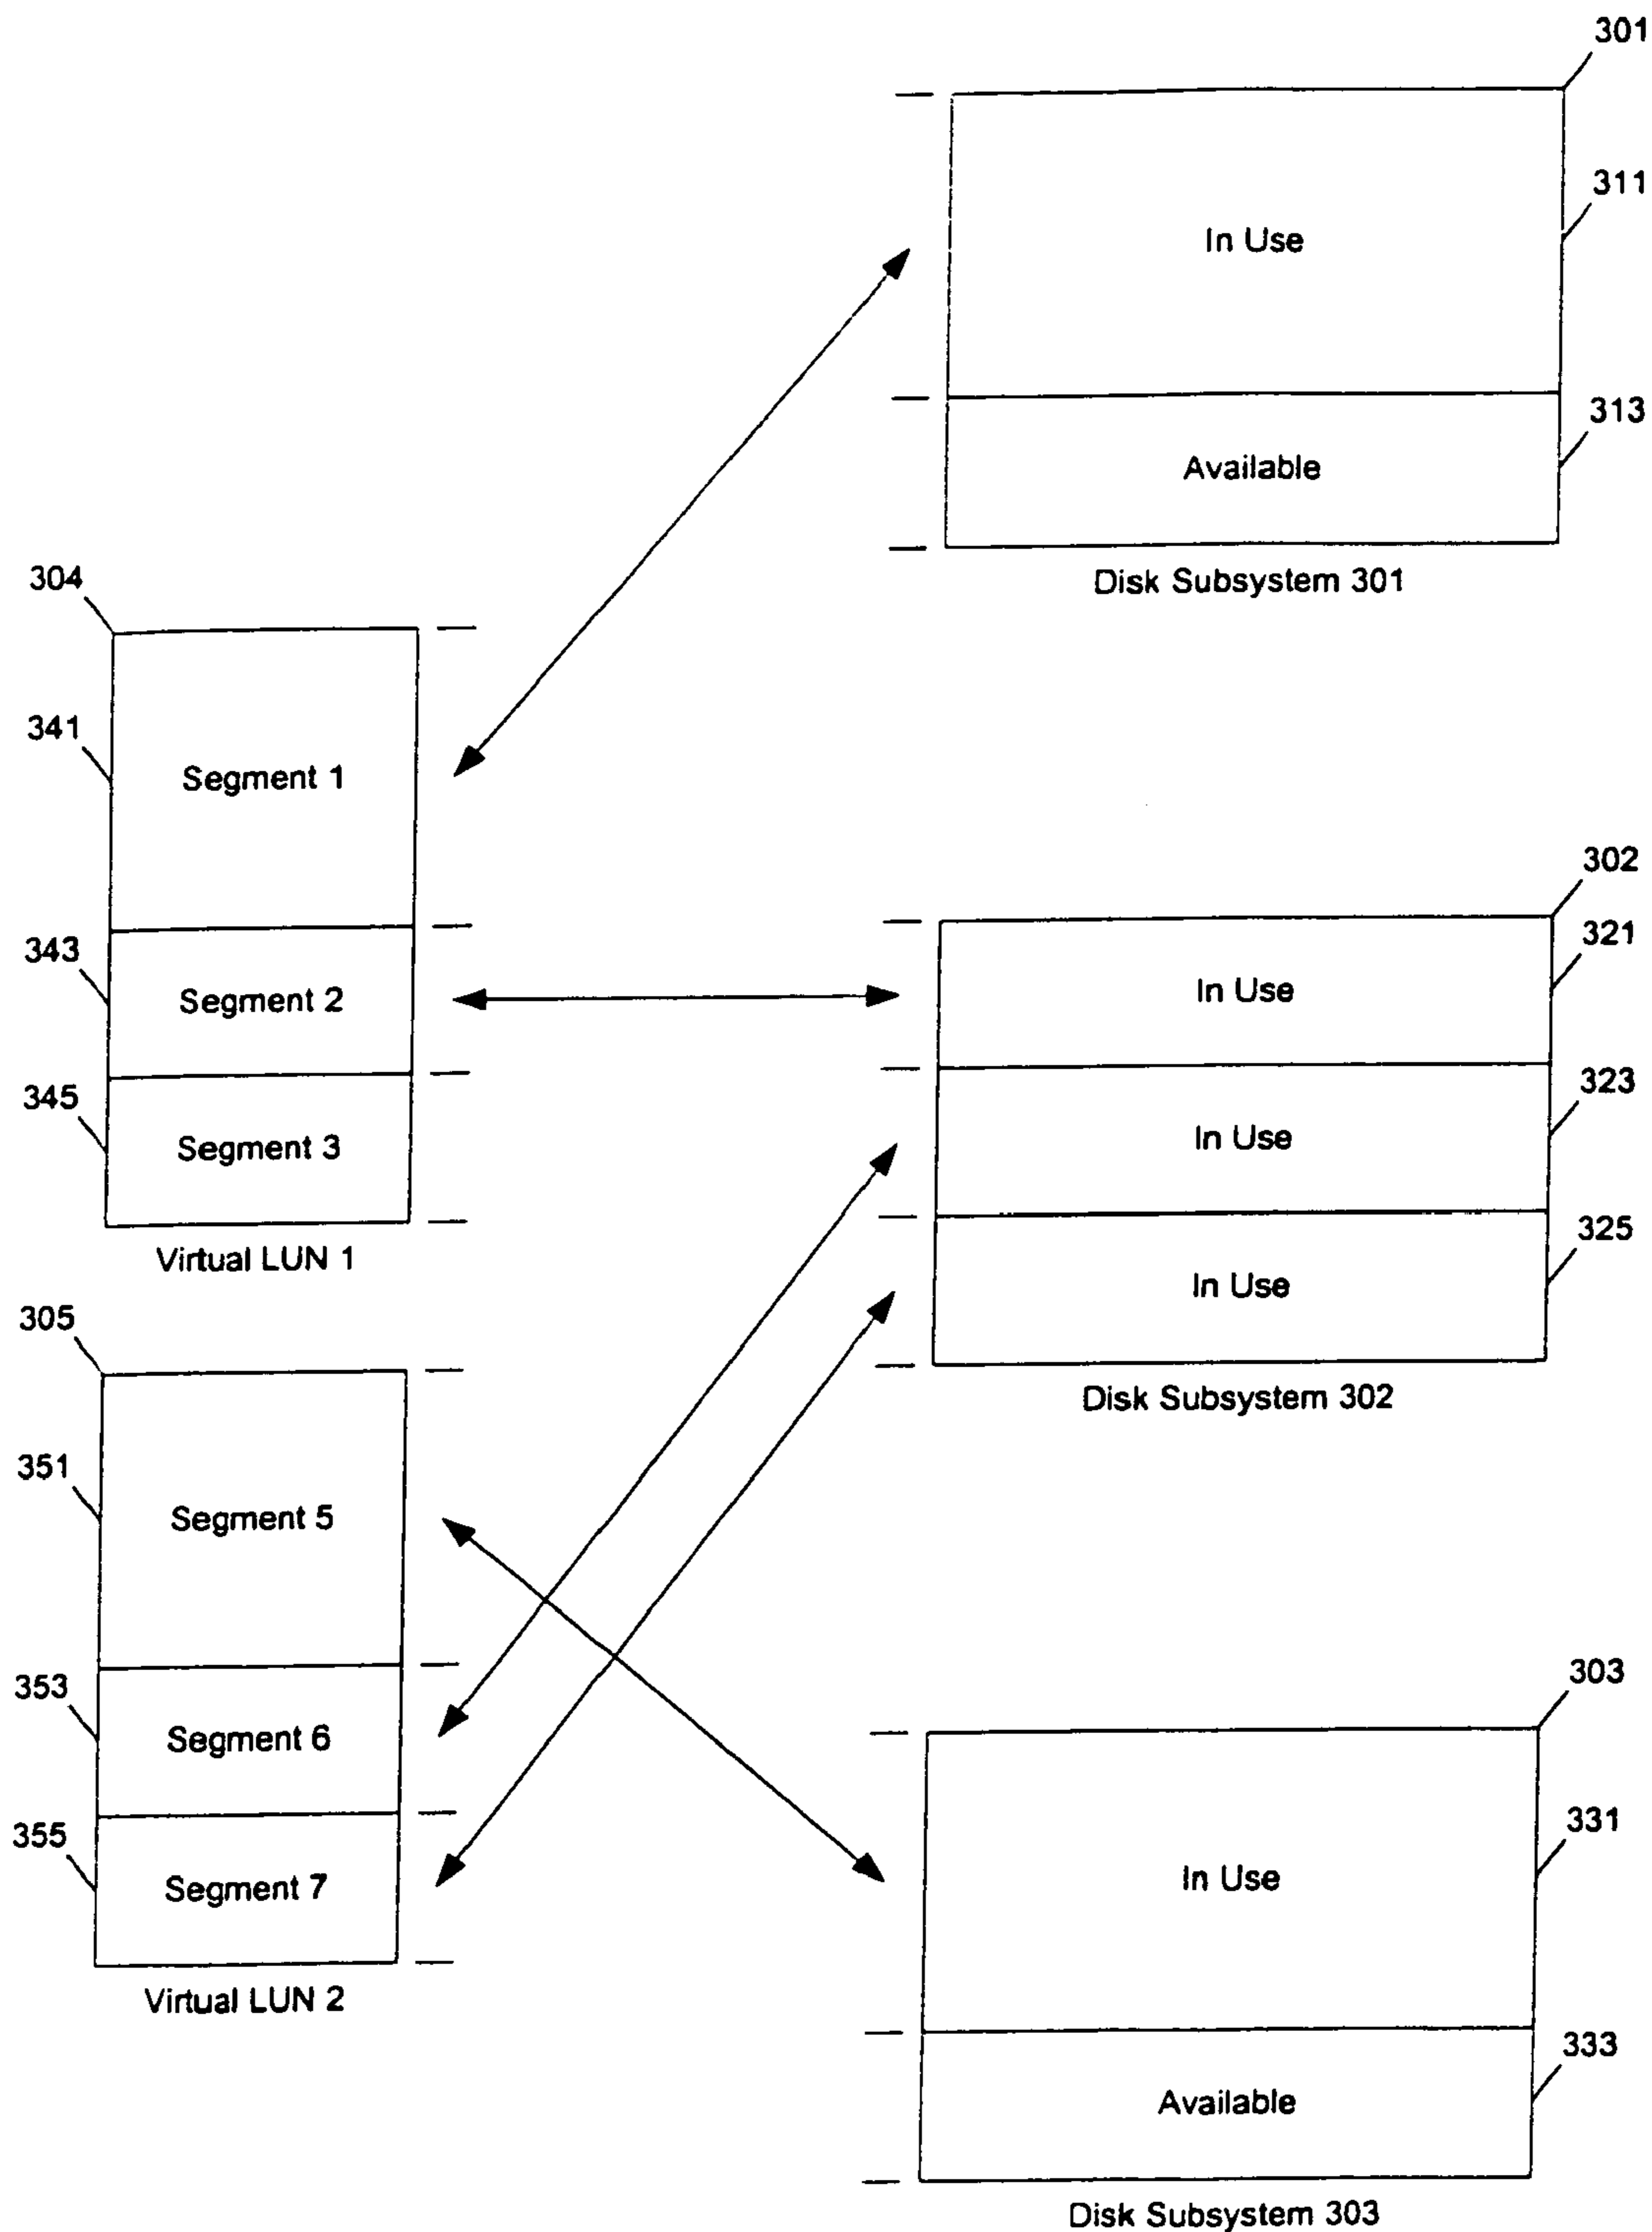 301
311
In Use
313
Available
Disk Subsystem 301
304
341
Segment 1
343
Segment 2
345
Segment 3
Virtual LUN 1
302
321
In Use
323
In Use
325
In Use
Disk Subsystem 302
305
351
Segment 5
353
Segment 6
355
Segment 7
Virtual LUN 2
303
331
In Use
333
Available
Disk Subsystem 303